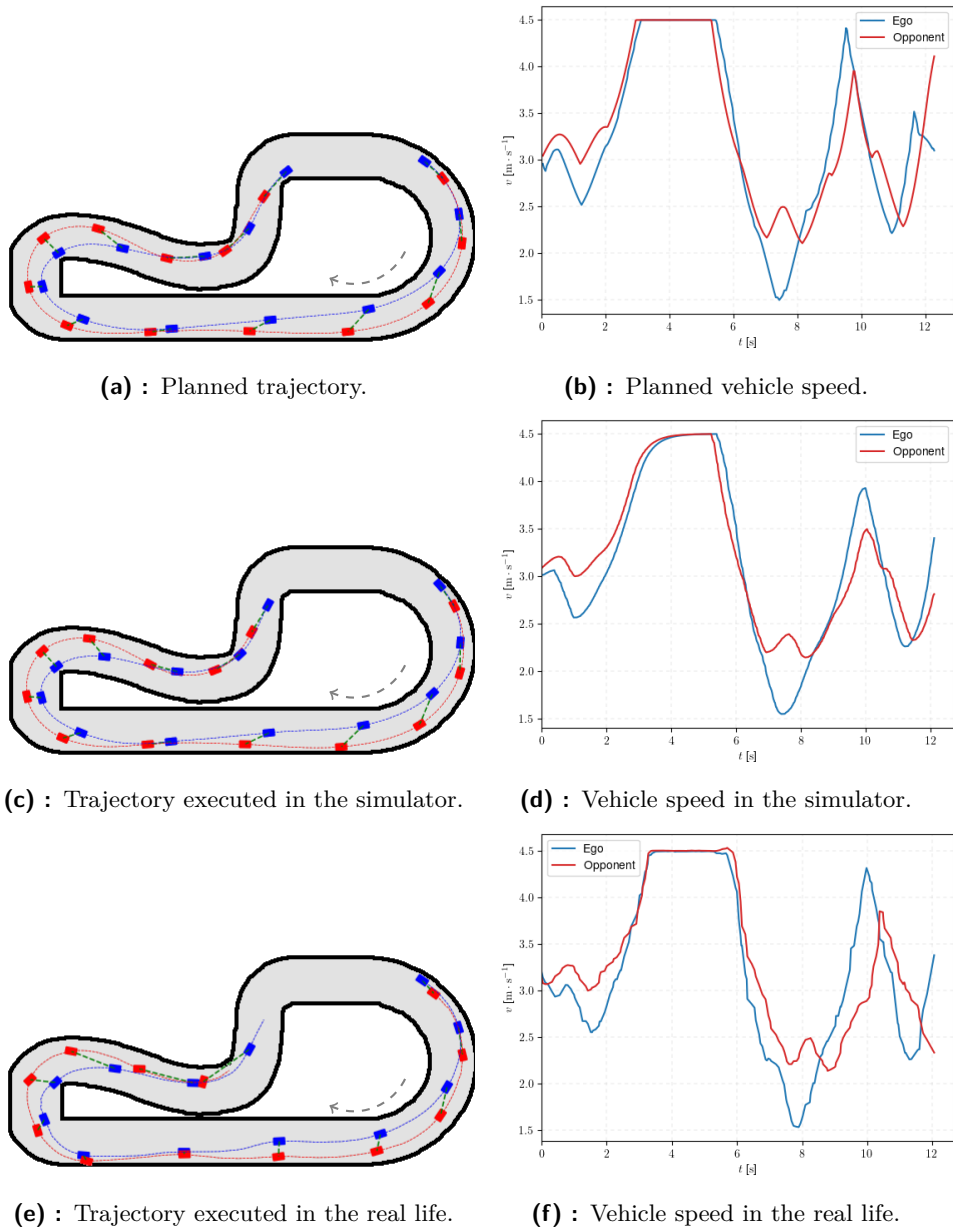 4.5
4.0
3.5
3.0
2.5
2.0
1.5
v [m · s⁻¹]
0 2 4 6 8 10 12
t [s]
Ego
Opponent
(a) : Planned trajectory.
(b) : Planned vehicle speed.
4.5
4.0
3.5
3.0
2.5
2.0
1.5
v [m · s⁻¹]
0 2 4 6 8 10 12
t [s]
Ego
Opponent
(c) : Trajectory executed in the simulator.
(d) : Vehicle speed in the simulator.
4.5
4.0
3.5
3.0
2.5
2.0
1.5
v [m · s⁻¹]
0 2 4 6 8 10 12
t [s]
Ego
Opponent
(e) : Trajectory executed in the real life.
(f) : Vehicle speed in the real life.